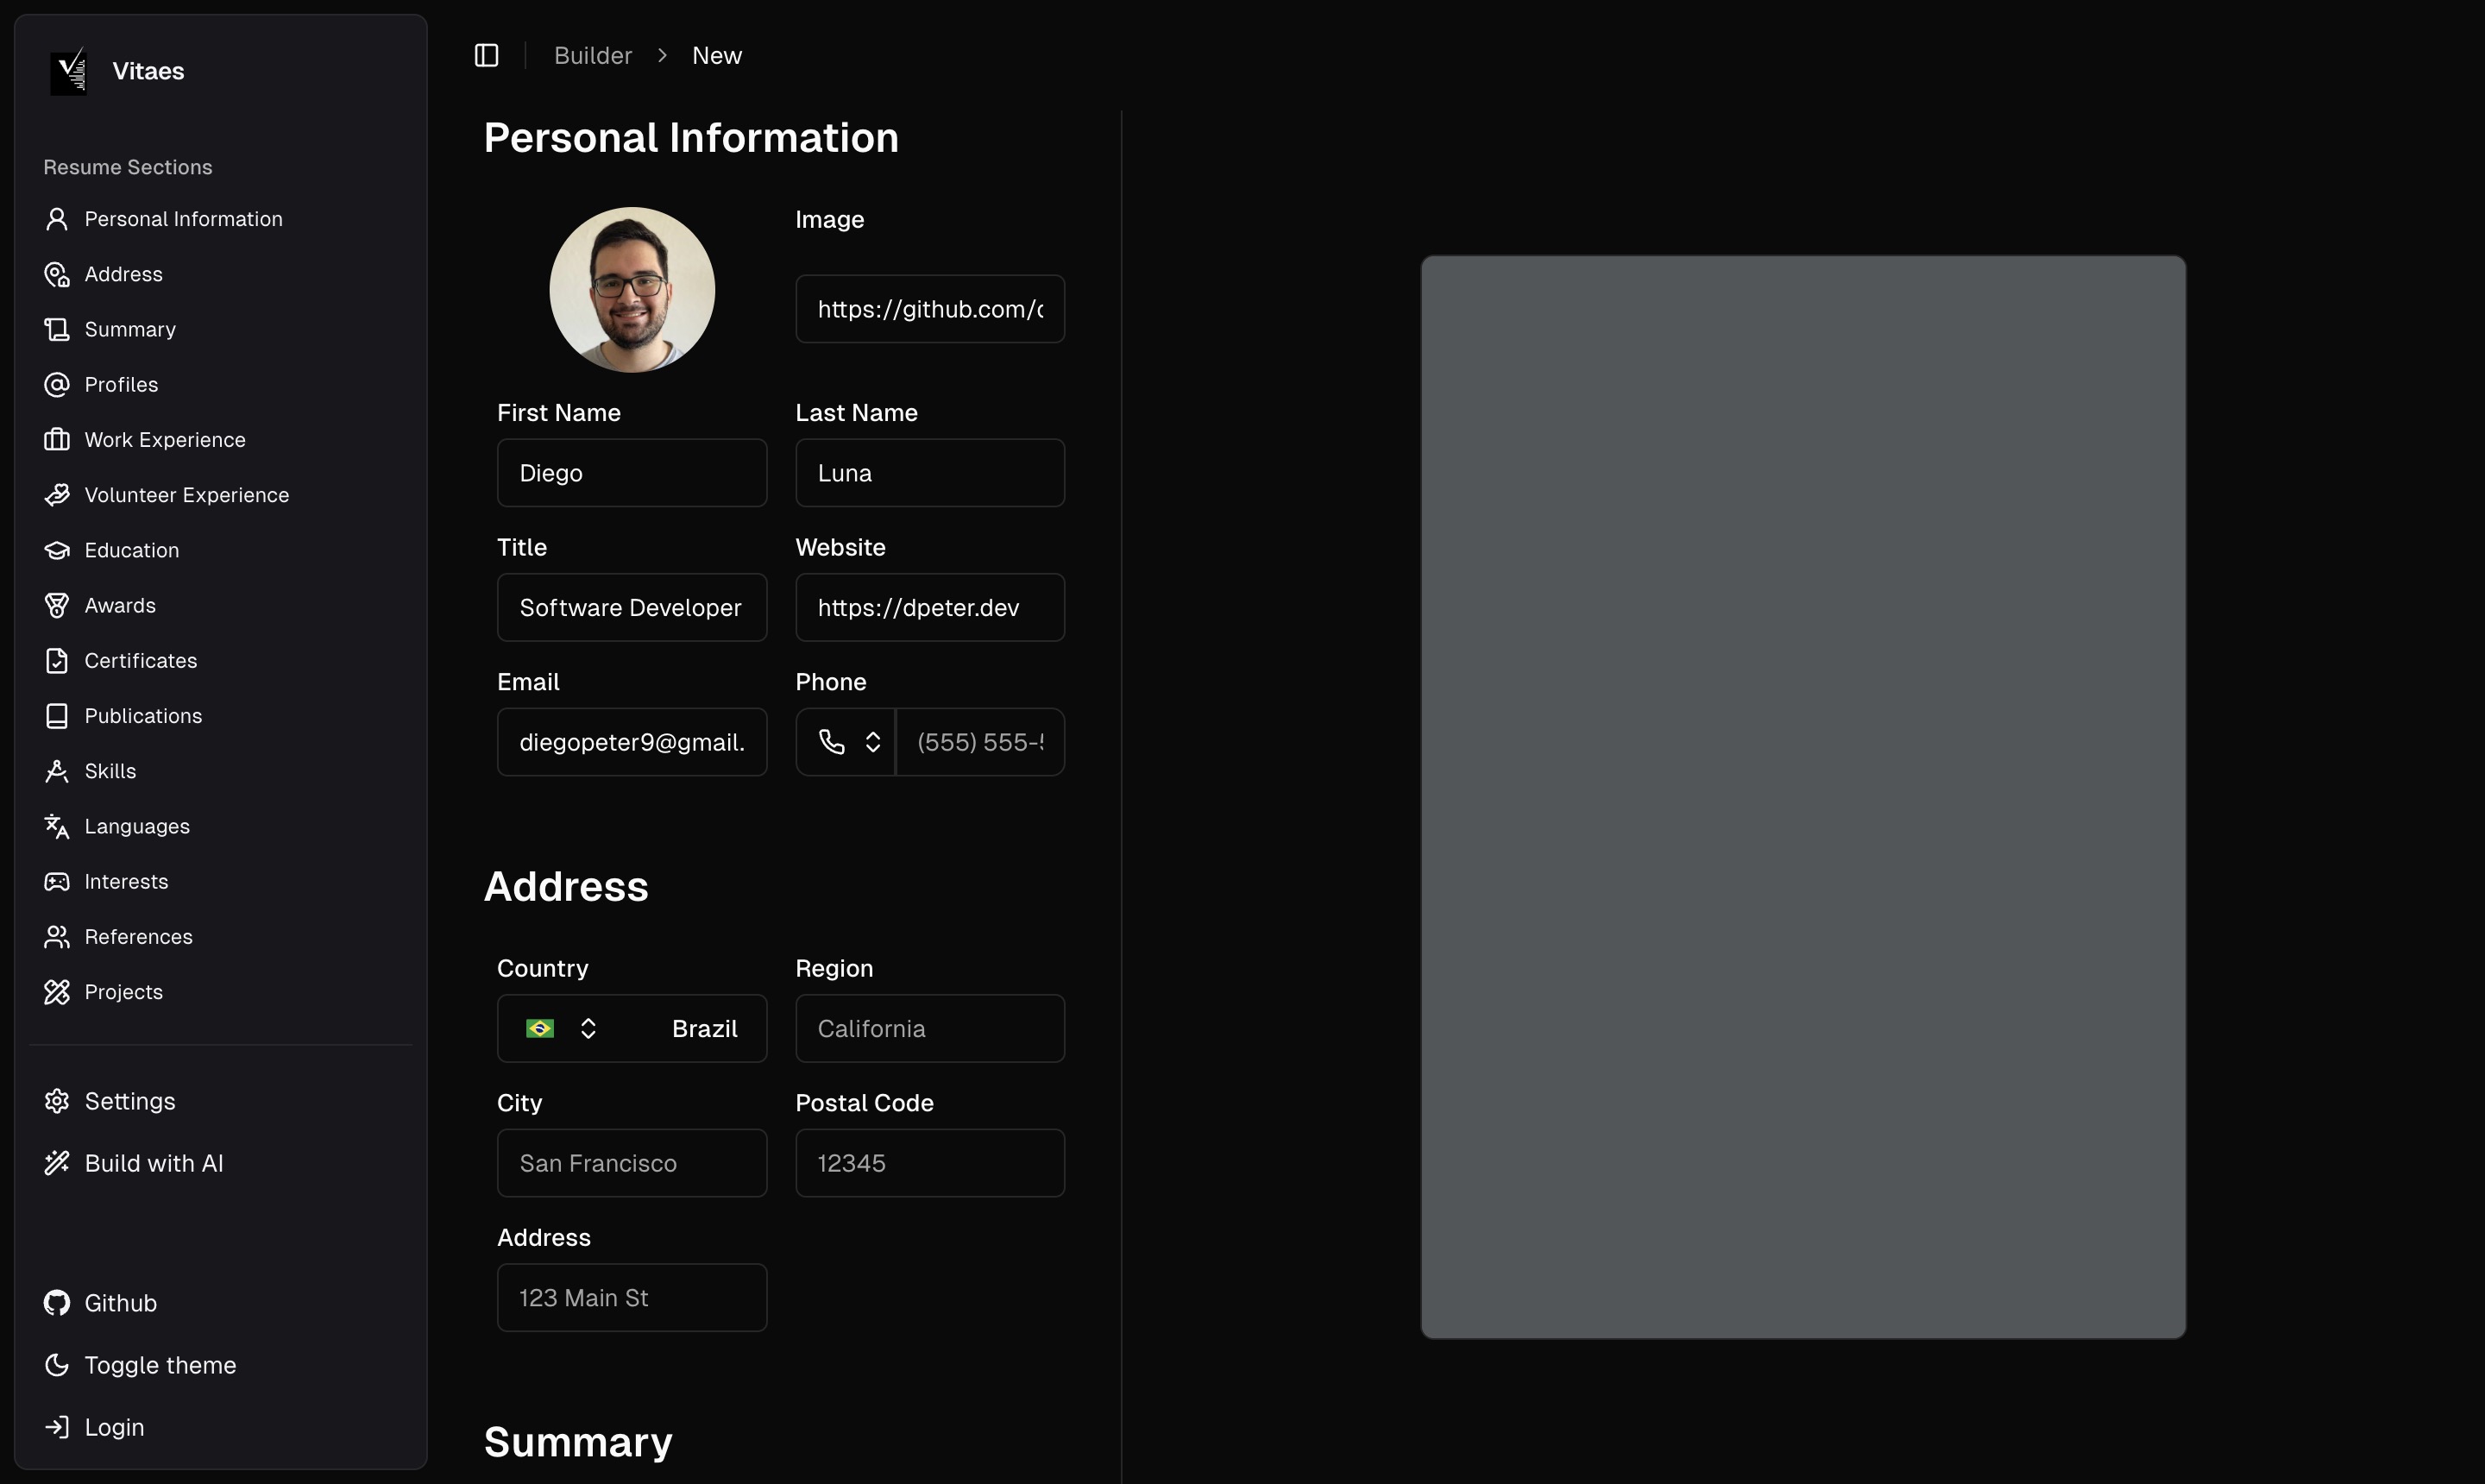 Vitaes
Resume Sections
Personal Information
Address
Summary
Profiles
Work Experience
Volunteer Experience
Education
Awards
Certificates
Publications
Skills
Languages
Interests
References
Projects
Settings
Build with AI
Github
Toggle theme
Login
Builder > New
Personal Information
Image
https://github.com/
First Name
Last Name
Diego
Luna
Title
Website
Software Developer
https://dpeter.dev
Email
Phone
diegopeter9@gmail.
(555) 555-
Address
Country
Region
Brazil
California
City
Postal Code
San Francisco
12345
Address
123 Main St
Summary